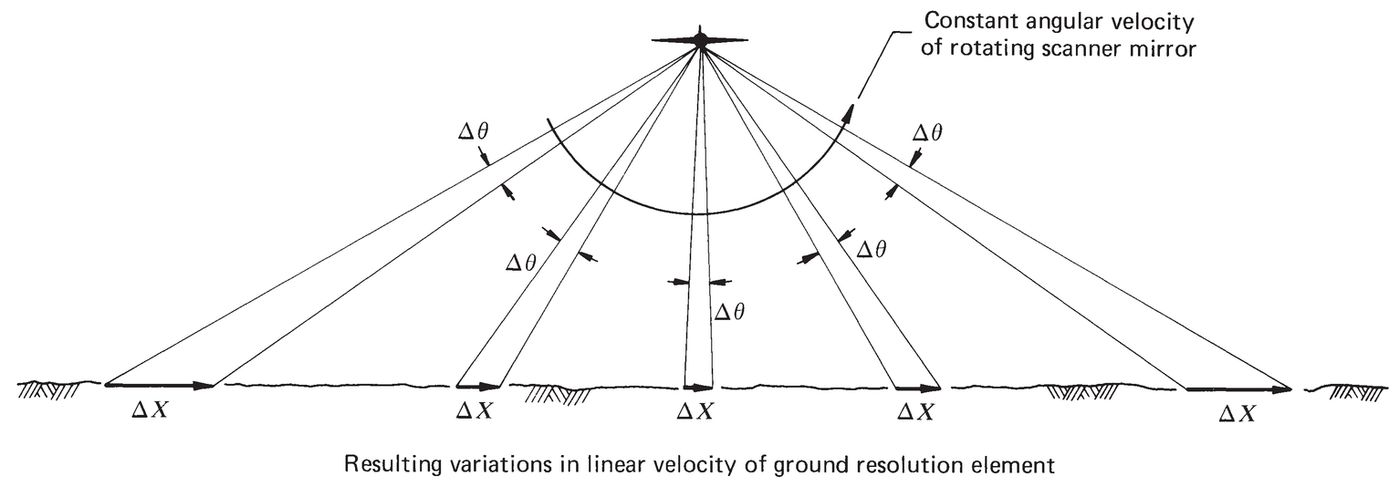 Constant angular velocity
of rotating scanner mirror
Δθ
Δθ
Δθ
Δθ
Δθ
ΔX
ΔX
ΔX
ΔX
ΔX
Resulting variations in linear velocity of ground resolution element